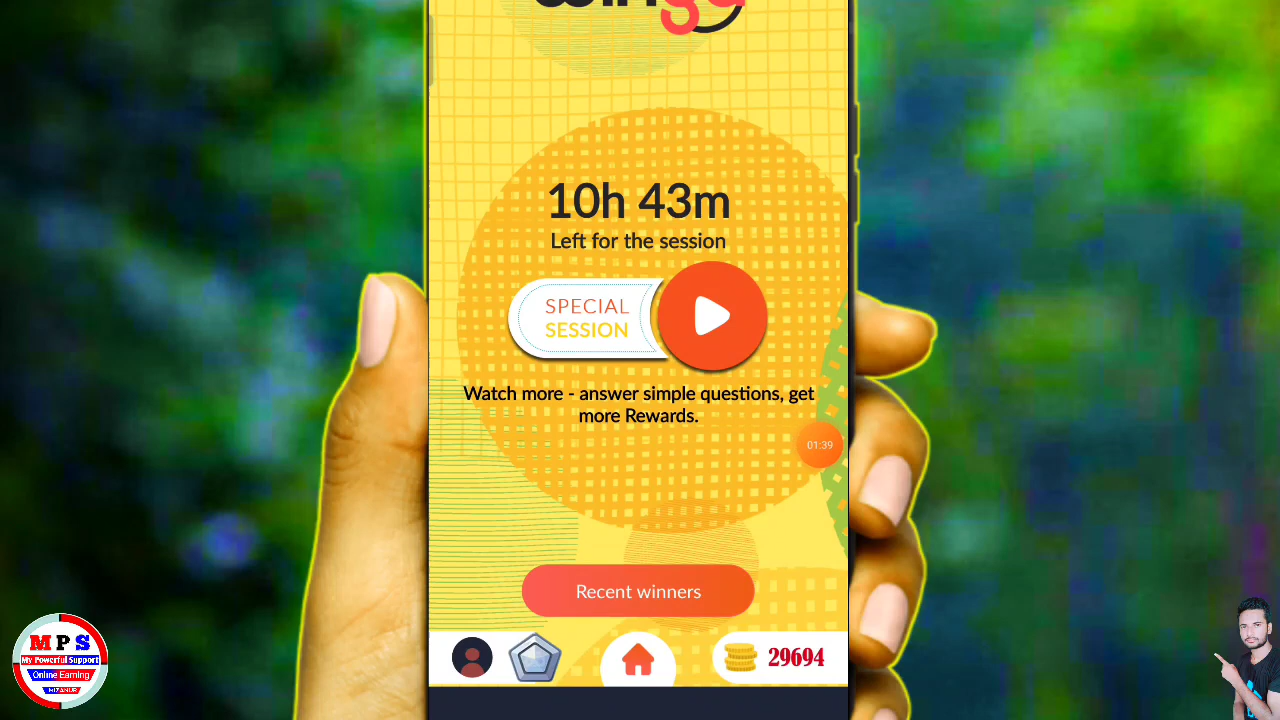 10h 43m
Left for the session
SPECIAL
SESSION
Watch more - answer simple questions, get
more Rewards.
01:39
Recent winners
29694
MPS
My Powerful Support
Online Earning
MIZANUR